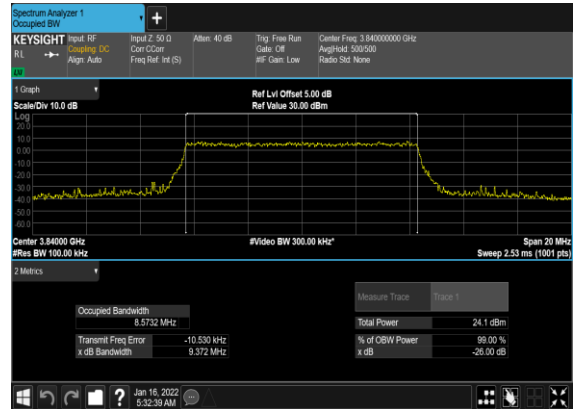 Spectrum Analyzer 1
Occupied BW
+
KEYSIGHT Input: RF Input Z: 50 Ω Atten: 40 dB Trig: Free Run Center Freq: 3.840000000 GHz
RL Coupling: DC Corr CCorr Gate: Off Avg|Hold: 500/500
Align: Auto Freq Ref: Int (S) #IF Gain: Low Radio Std: None
LW
1 Graph
Ref Lvl Offset 5.00 dB
Scale/Div 10.0 dB Ref Value 30.00 dBm
Log
20.0
10.0
0.00
-10.0
-20.0
-30.0
-40.0
-50.0
-60.0
Center 3.84000 GHz #Video BW 300.00 kHz* Span 20 MHz
#Res BW 100.00 kHz Sweep 2.53 ms (1001 pts)
2 Metrics
Measure Trace Trace 1
Occupied Bandwidth
8.5732 MHz Total Power 24.1 dBm
Transmit Freq Error -10.530 kHz % of OBW Power 99.00 %
x dB Bandwidth 9.372 MHz x dB -26.00 dB
? Jan 16, 2022
5:32:39 AM